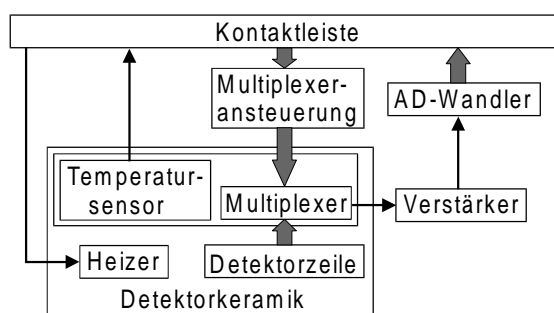 Kontaktleiste
Multiplexer-
ansteuerung
AD-Wandler
Temperatur-
sensor
Multiplexer
Verstärker
Heizer
Detektorzeile
Detektorkeramik